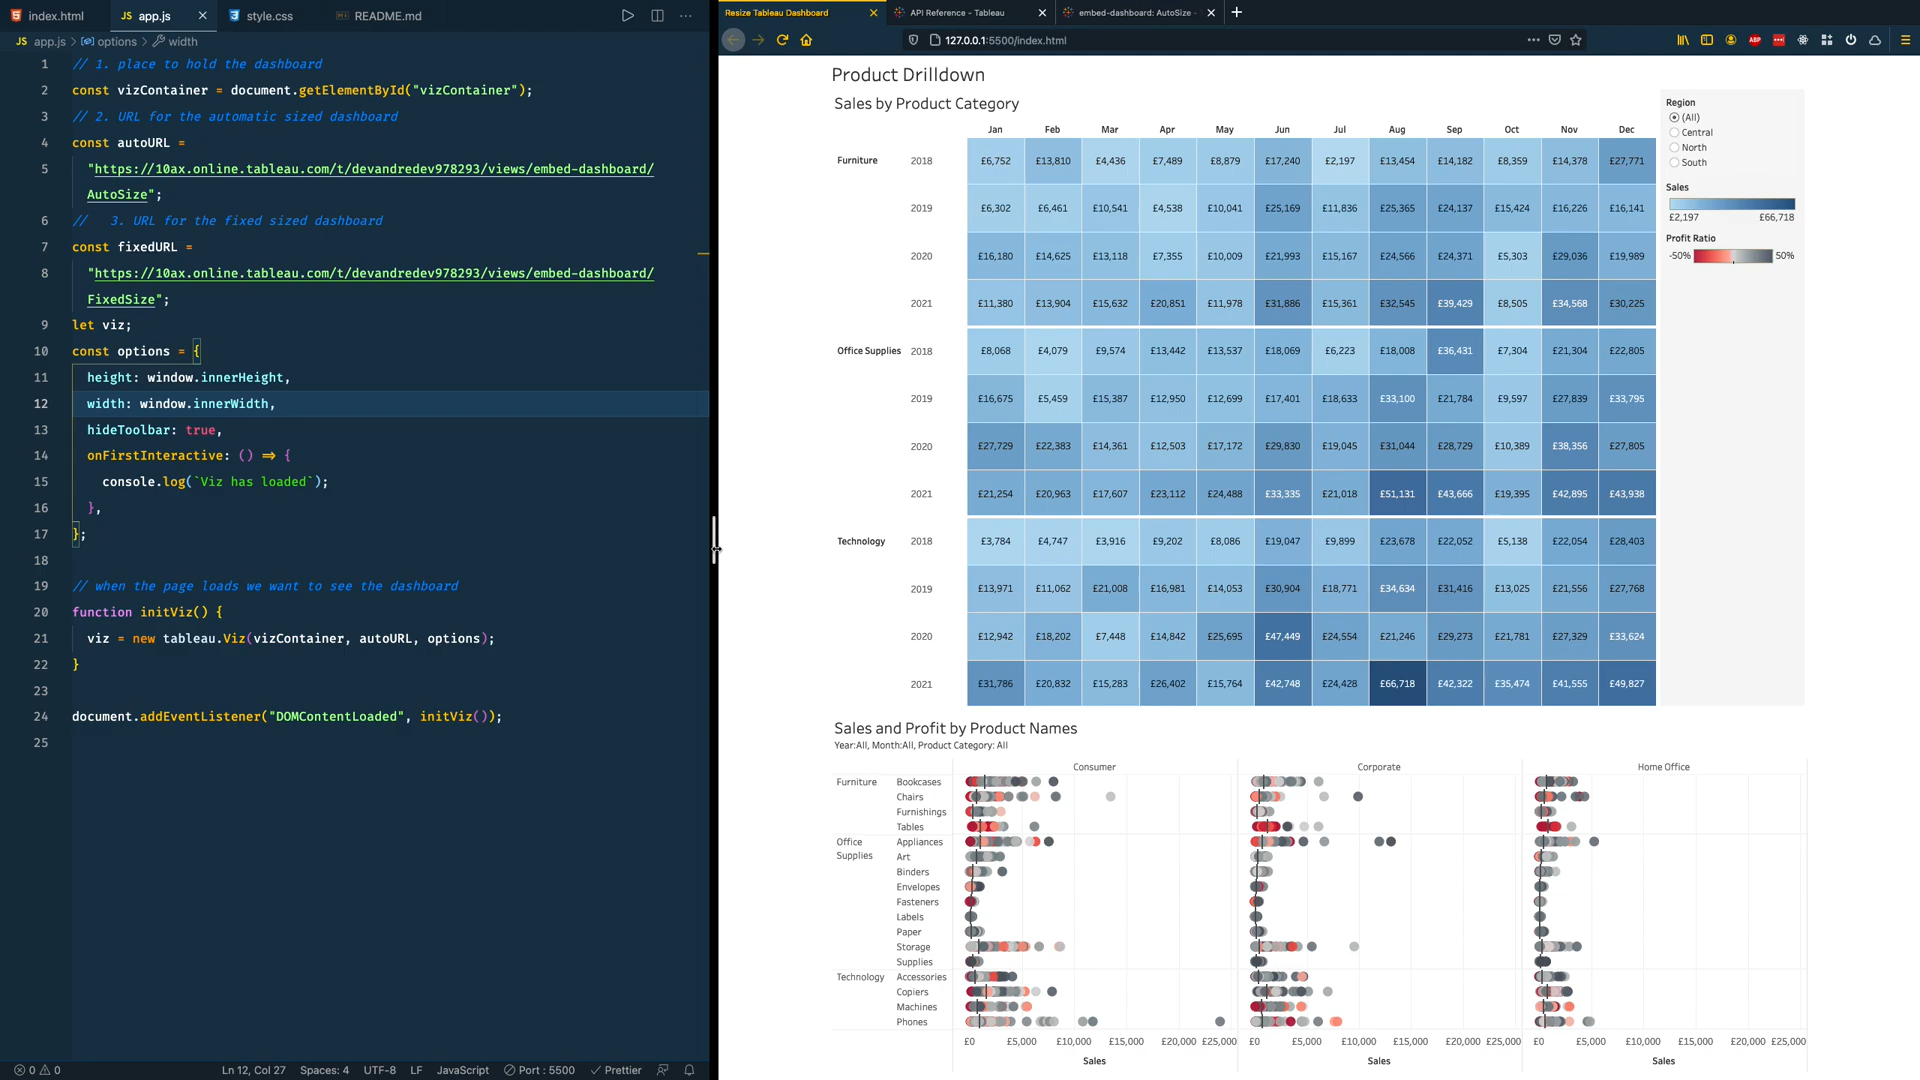 index.html
JS app.js
style.css
README.md
JS app.js > options > width
1 // 1. place to hold the dashboard
2 const vizContainer = document.getElementById("vizContainer");
3 // 2. URL for the automatic sized dashboard
4 const autoURL =
5 "https://10ax.online.tableau.com/t/devandredev978293/views/embed-dashboard/
AutoSize";
6 //   3. URL for the fixed sized dashboard
7 const fixedURL =
8 "https://10ax.online.tableau.com/t/devandredev978293/views/embed-dashboard/
FixedSize";
9 let viz;
10 const options = {
11 height: window.innerHeight,
12 width: window.innerWidth,
13 hideToolbar: true,
14 onFirstInteractive: () => {
15 console.log(`Viz has loaded`);
16 },
17 };
18
19 // when the page loads we want to see the dashboard
20 function initViz() {
21 viz = new tableau.Viz(vizContainer, autoURL, options);
22 }
23
24 document.addEventListener("DOMContentLoaded", initViz());
25
0 0
Ln 12, Col 27
Spaces: 4
UTF-8
LF
JavaScript
Port : 5500
Prettier
Resize Tableau Dashboard
API Reference - Tableau
embed-dashboard: AutoSize -
127.0.0.1:5500/index.html
ABP
Product Drilldown
Sales by Product Category
Jan Feb Mar Apr May Jun Jul Aug Sep Oct Nov Dec
Furniture 2018 £6,752 £13,810 £4,436 £7,489 £8,879 £17,240 £2,197 £13,454 £14,182 £8,359 £14,378 £27,771
2019 £6,302 £6,461 £10,541 £4,538 £10,041 £25,169 £11,836 £25,365 £24,137 £15,424 £16,226 £16,141
2020 £16,180 £14,625 £13,118 £7,355 £10,009 £21,993 £15,167 £24,566 £24,371 £5,303 £29,036 £19,989
2021 £11,380 £13,904 £15,632 £20,851 £11,978 £31,886 £15,361 £32,545 £39,429 £8,505 £34,568 £30,225
Office Supplies 2018 £8,068 £4,079 £9,574 £13,442 £13,537 £18,069 £6,223 £18,008 £36,431 £7,304 £21,304 £22,805
2019 £16,675 £5,459 £15,387 £12,950 £12,699 £17,401 £18,633 £33,100 £21,784 £9,597 £27,839 £33,795
2020 £27,729 £22,383 £14,361 £12,503 £17,172 £29,830 £19,045 £31,044 £28,729 £10,389 £38,356 £27,805
2021 £21,254 £20,963 £17,607 £23,112 £24,488 £33,335 £21,018 £51,131 £43,666 £19,395 £42,895 £43,938
Technology 2018 £3,784 £4,747 £3,916 £9,202 £8,086 £19,047 £9,899 £23,678 £22,052 £5,138 £22,054 £28,403
2019 £13,971 £11,062 £21,008 £16,981 £14,053 £30,904 £18,771 £34,634 £31,416 £13,025 £21,556 £27,768
2020 £12,942 £18,202 £7,448 £14,842 £25,695 £47,449 £24,554 £21,246 £29,273 £21,781 £27,329 £33,624
2021 £31,786 £20,832 £15,283 £26,402 £15,764 £42,748 £24,428 £66,718 £42,322 £35,474 £41,555 £49,827
Region
(All)
Central
North
South
Sales
£2,197 £66,718
Profit Ratio
-50% 50%
Sales and Profit by Product Names
Year:All, Month:All, Product Category: All
Consumer Corporate Home Office
Furniture Bookcases
Chairs
Furnishings
Tables
Office Supplies Appliances
Art
Binders
Envelopes
Fasteners
Labels
Paper
Storage
Supplies
Technology Accessories
Copiers
Machines
Phones
£0 £5,000 £10,000 £15,000 £20,000 £25,000 £0 £5,000 £10,000 £15,000 £20,000 £25,000 £0 £5,000 £10,000 £15,000 £20,000 £25,000
Sales Sales Sales